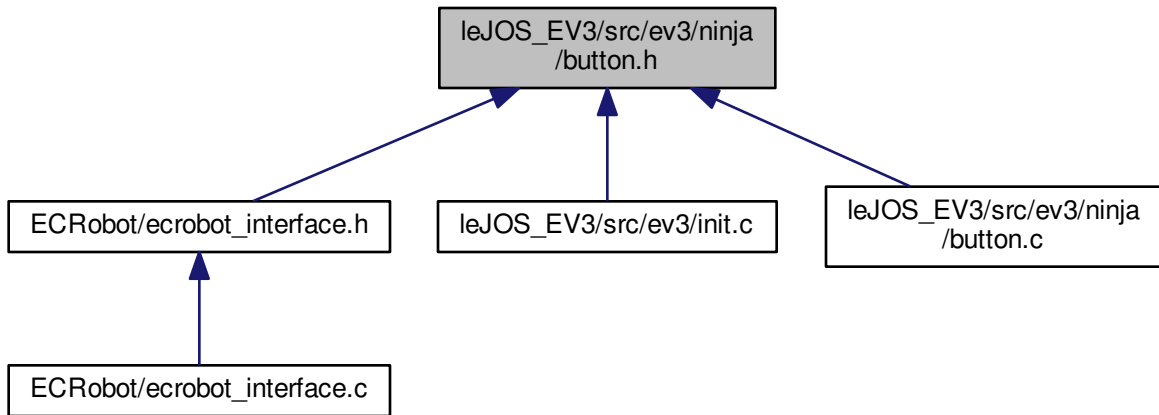 leJOS_EV3/src/ev3/ninja
/button.h
ECRobot/ecrobot_interface.h
leJOS_EV3/src/ev3/init.c
leJOS_EV3/src/ev3/ninja
/button.c
ECRobot/ecrobot_interface.c